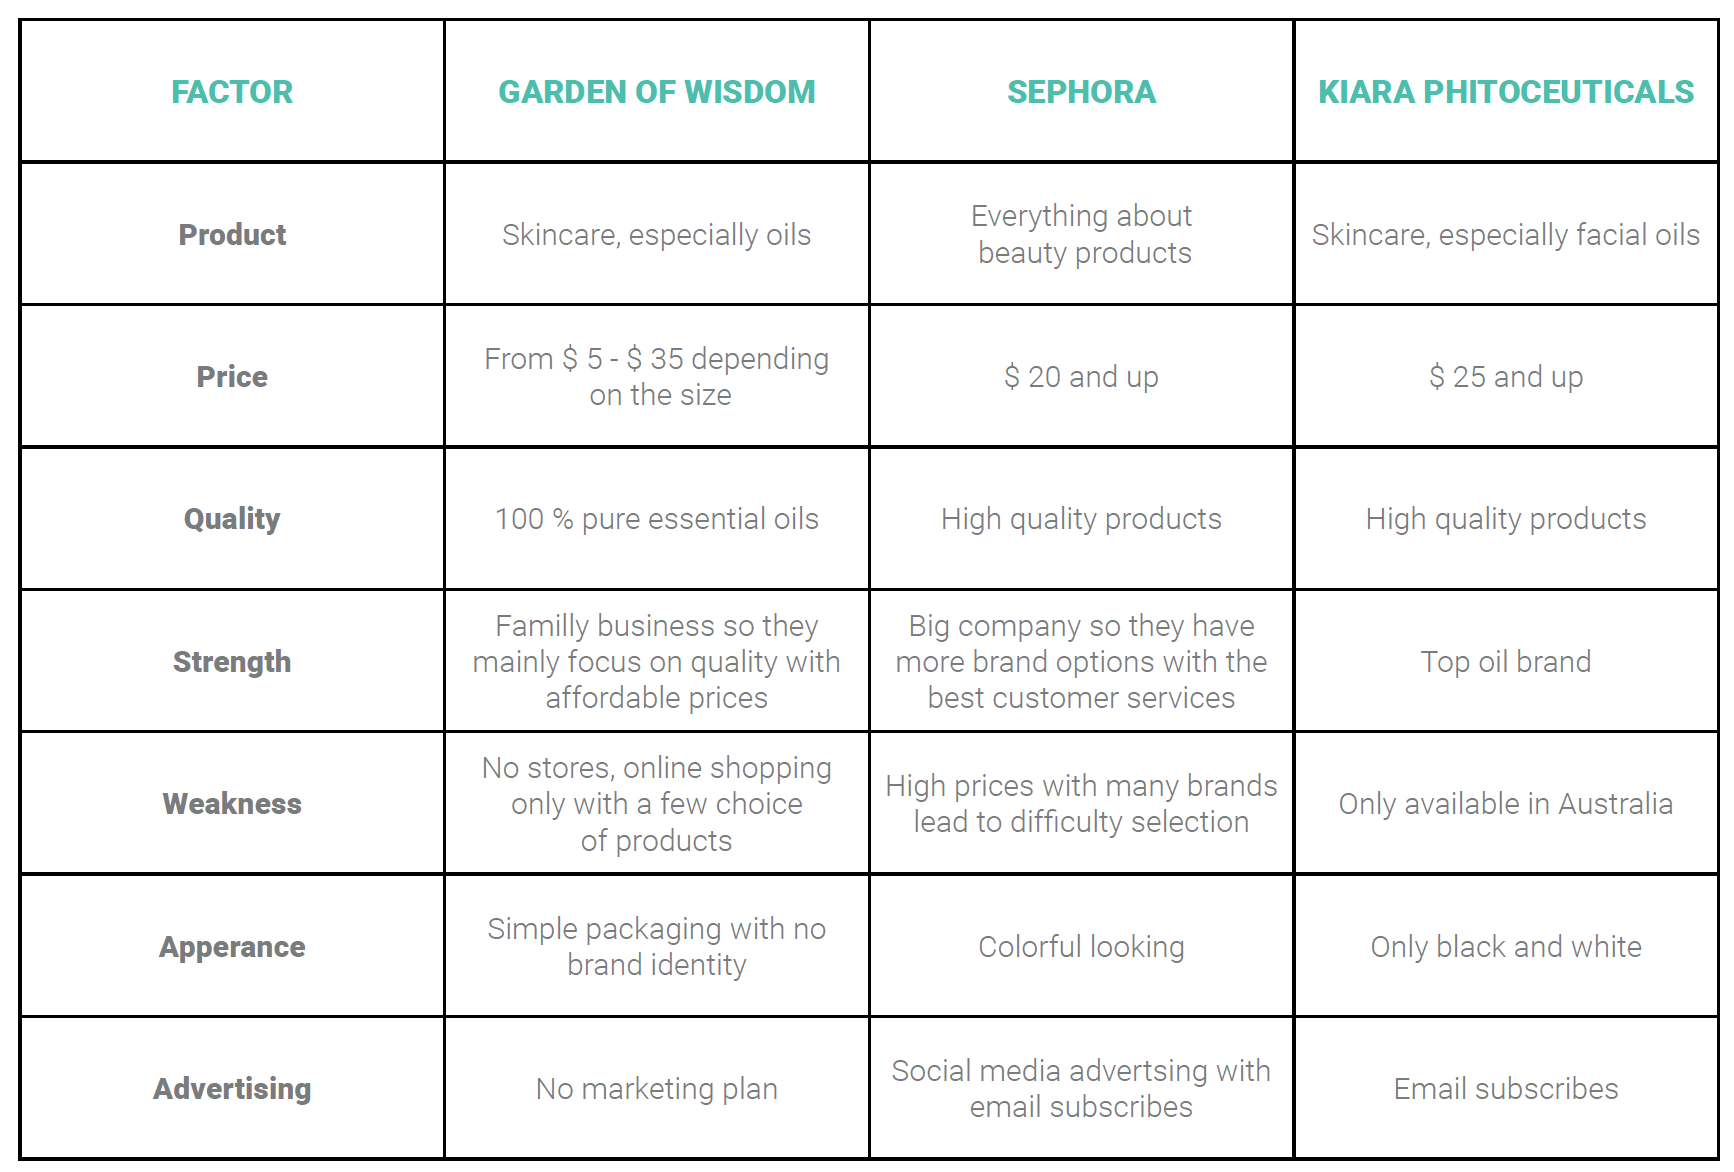 FACTOR
GARDEN OF WISDOM
SEPHORA
KIARA PHITOCEUTICALS
Product
Skincare, especially oils
Everything about
beauty products
Skincare, especially facial oils
Price
From $ 5 - $ 35 depending
on the size
$ 20 and up
$ 25 and up
Quality
100 % pure essential oils
High quality products
High quality products
Strength
Familly business so they
mainly focus on quality with
affordable prices
Big company so they have
more brand options with the
best customer services
Top oil brand
Weakness
No stores, online shopping
only with a few choice
of products
High prices with many brands
lead to difficulty selection
Only available in Australia
Apperance
Simple packaging with no
brand identity
Colorful looking
Only black and white
Advertising
No marketing plan
Social media advertsing with
email subscribes
Email subscribes